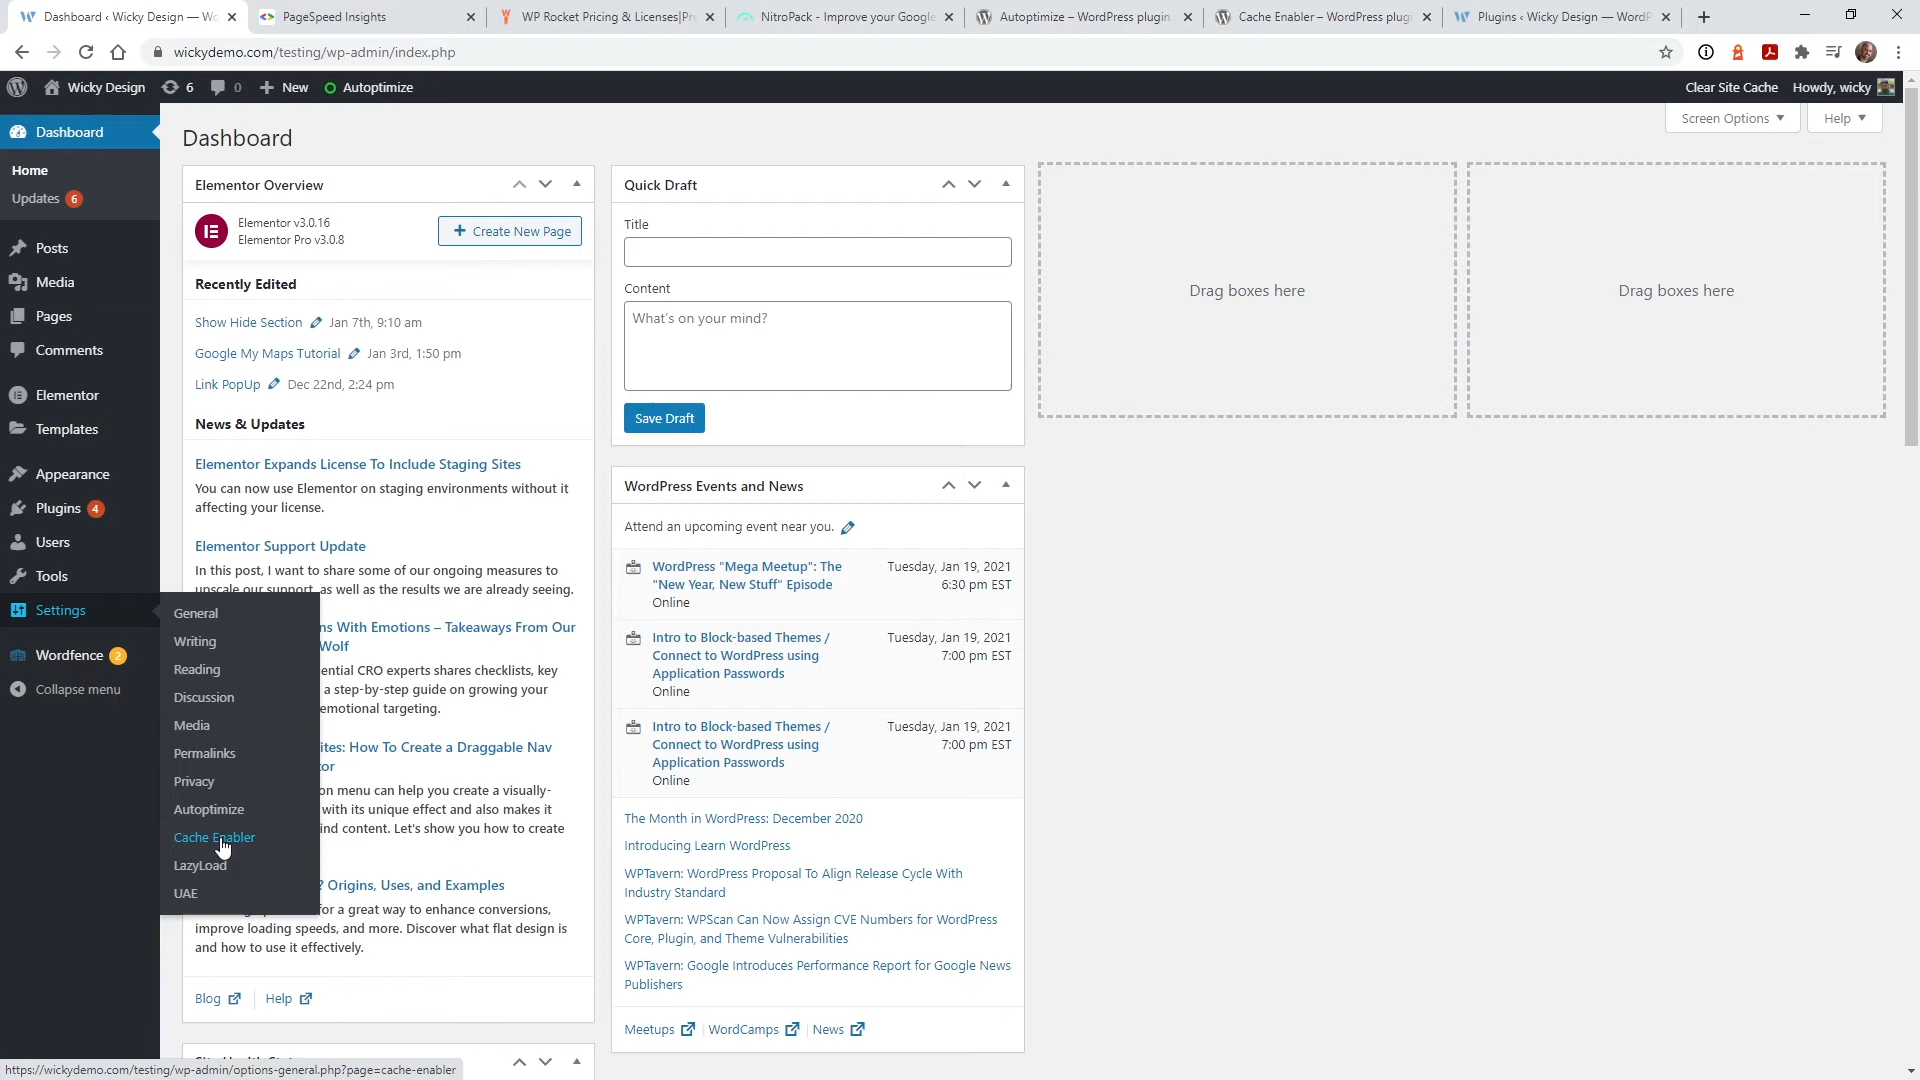 Dashboard ‹ Wicky Design — Wo
PageSpeed Insights
WP Rocket Pricing & Licenses|Pr
NitroPack - Improve your Google
Autoptimize – WordPress plugin
Cache Enabler – WordPress plug
Plugins ‹ Wicky Design — WordP
wickydemo.com/testing/wp-admin/index.php
Wicky Design
6
0
New
Autoptimize
Clear Site Cache
Howdy, wicky
Dashboard
Home
Updates 6
Posts
Media
Pages
Comments
Elementor
Templates
Appearance
Plugins 4
Users
Tools
Settings
Wordfence 2
Collapse menu
General
Writing
Reading
Discussion
Media
Permalinks
Privacy
Autoptimize
Cache Enabler
LazyLoad
UAE
Screen Options
Help
Dashboard
Elementor Overview
Elementor v3.0.16
Elementor Pro v3.0.8
Create New Page
Recently Edited
Show Hide Section Jan 7th, 9:10 am
Google My Maps Tutorial Jan 3rd, 1:50 pm
Link PopUp Dec 22nd, 2:24 pm
News & Updates
Elementor Expands License To Include Staging Sites
You can now use Elementor on staging environments without it
affecting your license.
Elementor Support Update
In this post, I want to share some of our ongoing measures to
upscale our support, as well as the results we are already seeing.
ns With Emotions – Takeaways From Our
Wolf
ential CRO experts shares checklists, key
a step-by-step guide on growing your
emotional targeting.
ites: How To Create a Draggable Nav
tor
on menu can help you create a visually-
with its unique effect and also makes it
ind content. Let's show you how to create
? Origins, Uses, and Examples
for a great way to enhance conversions,
improve loading speeds, and more. Discover what flat design is
and how to use it effectively.
Blog
Help
Quick Draft
Title
Content
What's on your mind?
Save Draft
WordPress Events and News
Attend an upcoming event near you.
WordPress "Mega Meetup": The
"New Year, New Stuff" Episode
Online
Tuesday, Jan 19, 2021
6:30 pm EST
Intro to Block-based Themes /
Connect to WordPress using
Application Passwords
Online
Tuesday, Jan 19, 2021
7:00 pm EST
Intro to Block-based Themes /
Connect to WordPress using
Application Passwords
Online
Tuesday, Jan 19, 2021
7:00 pm EST
The Month in WordPress: December 2020
Introducing Learn WordPress
WPTavern: WordPress Proposal To Align Release Cycle With
Industry Standard
WPTavern: WPScan Can Now Assign CVE Numbers for WordPress
Core, Plugin, and Theme Vulnerabilities
WPTavern: Google Introduces Performance Report for Google News
Publishers
Meetups
WordCamps
News
Drag boxes here
Drag boxes here
https://wickydemo.com/testing/wp-admin/options-general.php?page=cache-enabler